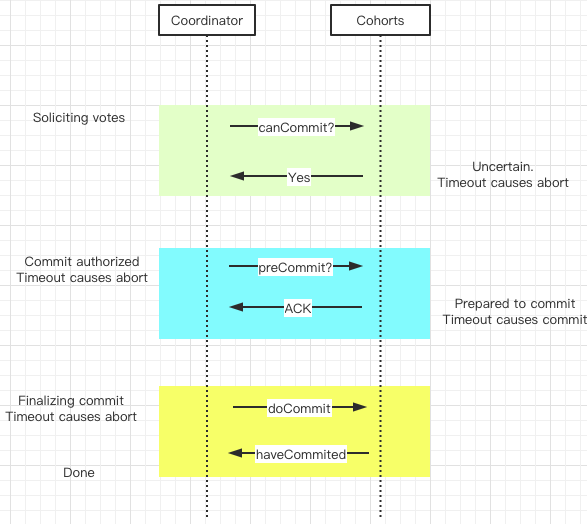 Coordinator
Cohorts
Soliciting votes
canCommit?
Yes
Uncertain.
Timeout causes abort
Commit authorized
Timeout causes abort
preCommit?
ACK
Prepared to commit
Timeout causes commit
Finalizing commit
Timeout causes abort
doCommit
haveCommited
Done